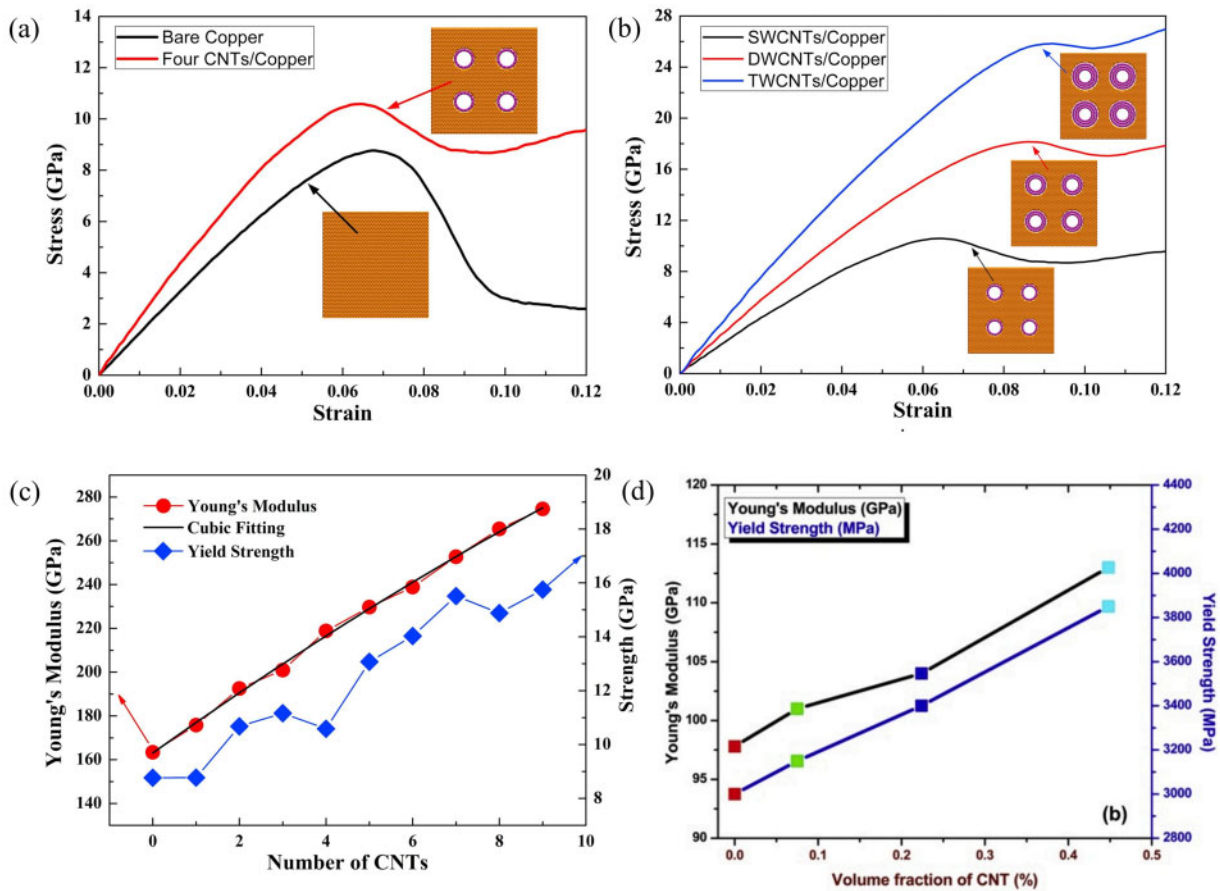 (a)
Bare Copper
Four CNTs/Copper
12
10
8
6
4
2
0
Stress (GPa)
0.00 0.02 0.04 0.06 0.08 0.10 0.12
Strain
(b)
SWCNTs/Copper
DWCNTs/Copper
TWCNTs/Copper
28
24
20
16
12
8
4
0
Stress (GPa)
0.00 0.02 0.04 0.06 0.08 0.10 0.12
Strain
(c)
Young's Modulus
Cubic Fitting
Yield Strength
280
260
240
220
200
180
160
140
Young's Modulus (GPa)
20
18
16
14
12
10
8
Strength (GPa)
0 2 4 6 8 10
Number of CNTs
(d)
Young's Modulus (GPa)
Yield Strength (MPa)
120
115
110
105
100
95
90
Young's Modulus (GPa)
4400
4200
4000
3800
3600
3400
3200
3000
2800
Yield Strength (MPa)
(b)
0.0 0.1 0.2 0.3 0.4 0.5
Volume fraction of CNT (%)